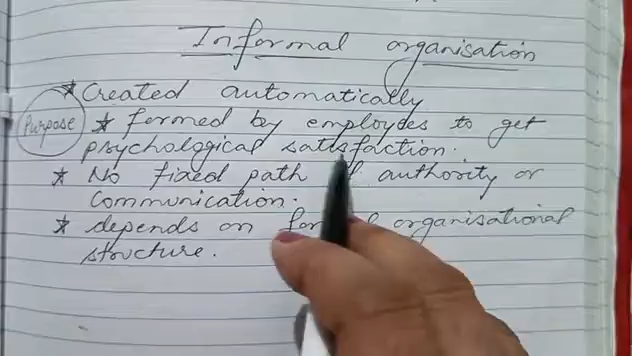 Informal organisation
* Created automatically
Purpose * formed by employees to get
psychological satisfaction.
* No fixed path authority or
communication.
* depends on organisational
structure.